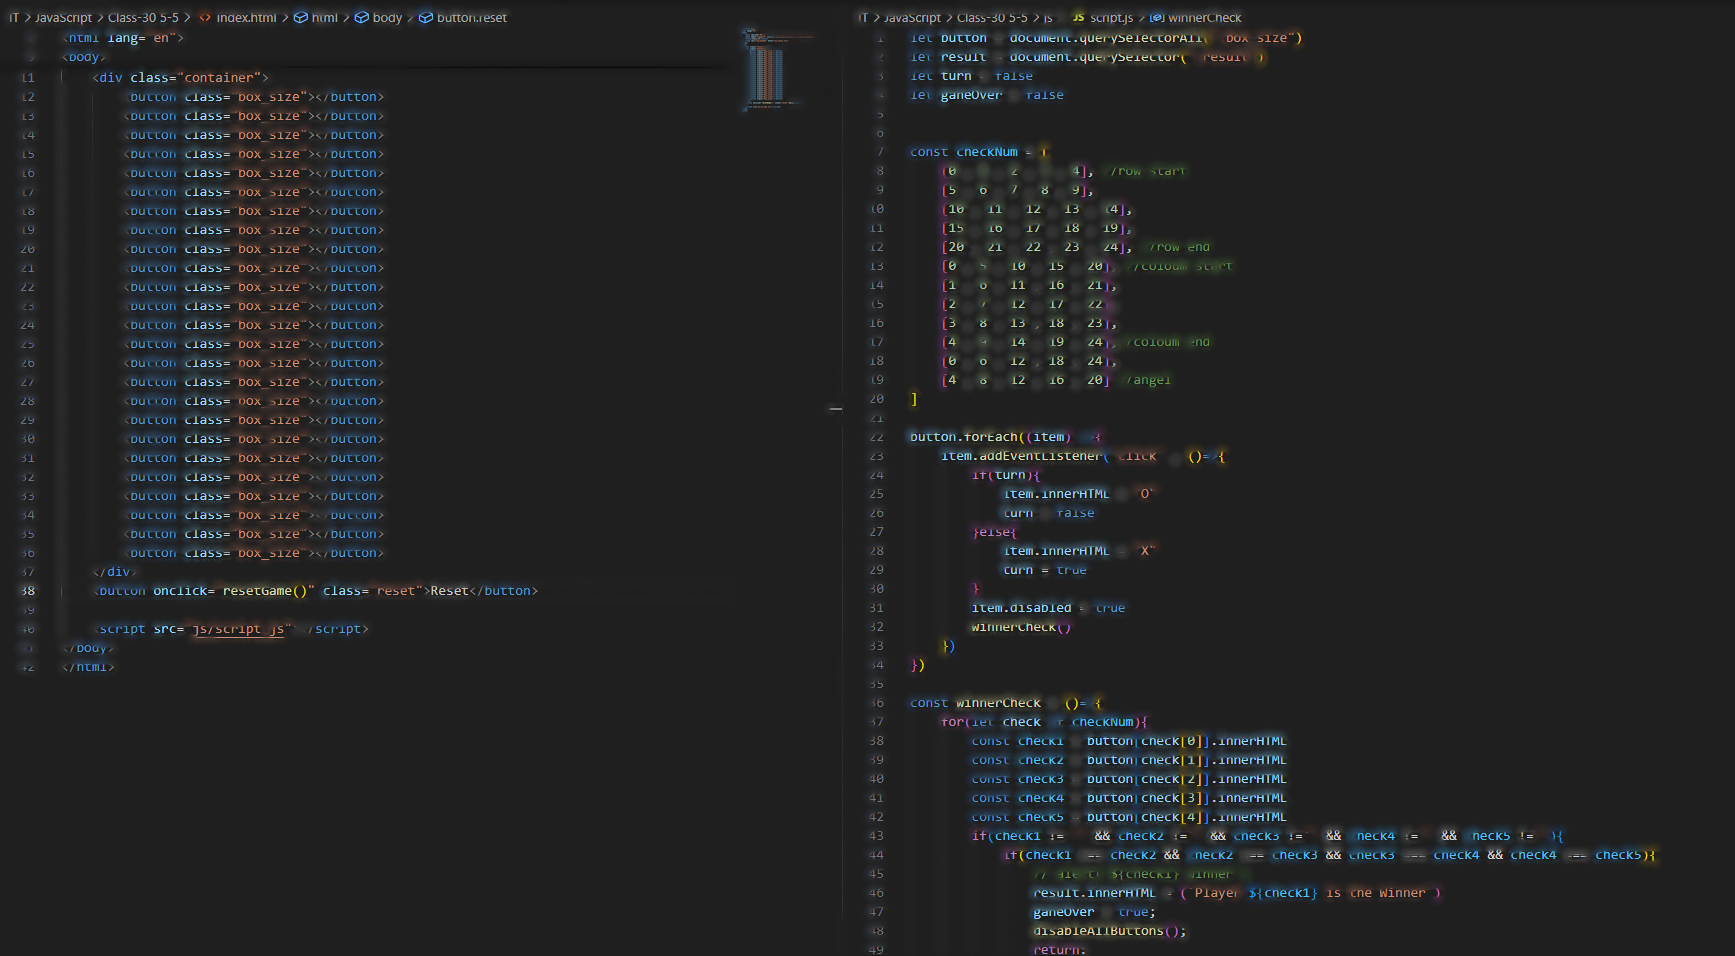 IT > JavaScript > Class-30 5-5 > <> index.html > html > body > button.reset
<html lang="en">
<body>
11 <div class="container">
12 <button class="box_size"></button>
13 <button class="box_size"></button>
14 <button class="box_size"></button>
15 <button class="box_size"></button>
16 <button class="box_size"></button>
17 <button class="box_size"></button>
18 <button class="box_size"></button>
19 <button class="box_size"></button>
20 <button class="box_size"></button>
21 <button class="box_size"></button>
22 <button class="box_size"></button>
23 <button class="box_size"></button>
24 <button class="box_size"></button>
25 <button class="box_size"></button>
26 <button class="box_size"></button>
27 <button class="box_size"></button>
28 <button class="box_size"></button>
29 <button class="box_size"></button>
30 <button class="box_size"></button>
31 <button class="box_size"></button>
32 <button class="box_size"></button>
33 <button class="box_size"></button>
34 <button class="box_size"></button>
35 <button class="box_size"></button>
36 <button class="box_size"></button>
37 </div>
38 <button onclick="resetGame()" class="reset">Reset</button>
39
40 <script src="js/script.js"></script>
41 </body>
42 </html>
IT > JavaScript > Class-30 5-5 > js > JS script.js > winnerCheck
1 let button = document.querySelectorAll(".box_size")
2 let result = document.querySelector(".result")
3 let turn = false
4 let ganeOver = false
5
6
7 const checkNum = [
8 [0 , 1 , 2 , 3 , 4], //row start
9 [5 , 6 , 7 , 8 , 9],
10 [10 , 11 , 12 , 13 , 14],
11 [15 , 16 , 17 , 18 , 19],
12 [20 , 21 , 22 , 23 , 24], //row end
13 [0 , 5 , 10 , 15 , 20], //coloum start
14 [1 , 6 , 11 , 16 , 21],
15 [2 , 7 , 12 , 17 , 22],
16 [3 , 8 , 13 , 18 , 23],
17 [4 , 9 , 14 , 19 , 24], //coloum end
18 [0 , 6 , 12 , 18 , 24],
19 [4 , 8 , 12 , 16 , 20] //angel
20 ]
21
22 button.forEach((item) =>{
23 item.addEventListener("click" , ()=>{
24 if(turn){
25 item.innerHTML = "O"
26 turn = false
27 }else{
28 item.innerHTML = "X"
29 turn = true
30 }
31 item.disabled = true
32 winnerCheck()
33 })
34 })
35
36 const winnerCheck = ()=>{
37 for(let check of checkNum){
38 const check1 = button[check[0]].innerHTML
39 const check2 = button[check[1]].innerHTML
40 const check3 = button[check[2]].innerHTML
41 const check4 = button[check[3]].innerHTML
42 const check5 = button[check[4]].innerHTML
43 if(check1 != "" && check2 != "" && check3 != "" && check4 != "" && check5 != ""){
44 if(check1 === check2 && check2 === check3 && check3 === check4 && check4 === check5){
45 // alert(`${check1} winner`)
46 result.innerHTML = (`Player ${check1} is the Winner`)
47 ganeOver = true;
48 disableAllButtons();
49 return;